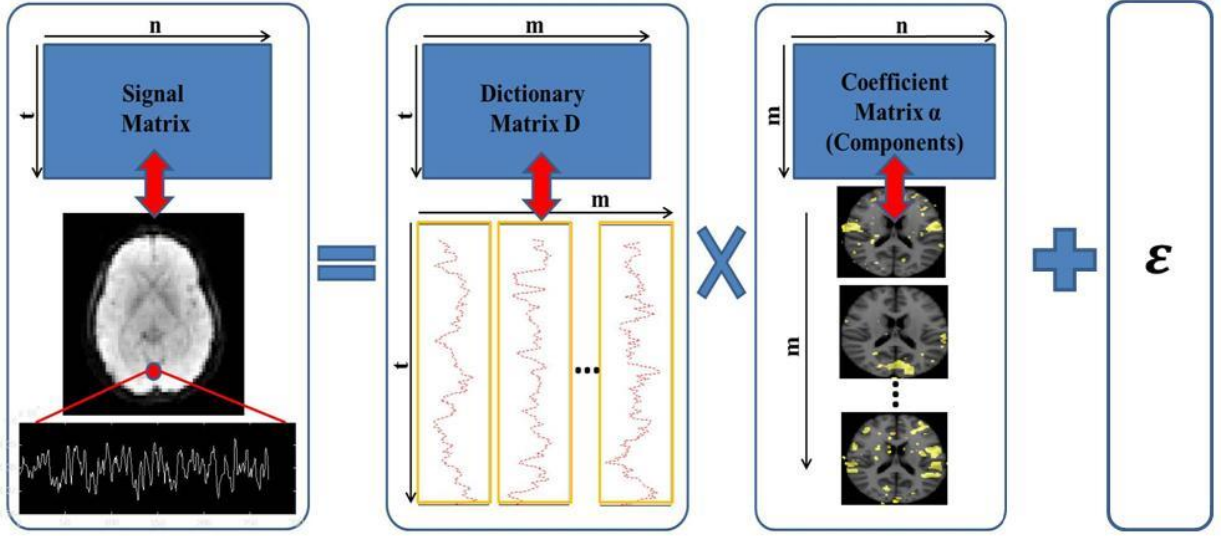 n
t
Signal
Matrix
=
m
t
Dictionary
Matrix D
m
t
...
X
n
m
Coefficient
Matrix α
(Components)
m
+
ε